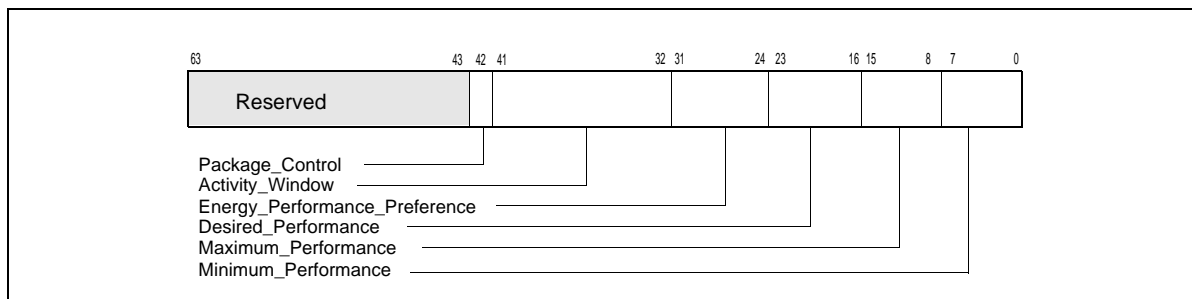 63 43 42 41 32 31 24 23 16 15 8 7 0
Reserved
Package_Control
Activity_Window
Energy_Performance_Preference
Desired_Performance
Maximum_Performance
Minimum_Performance